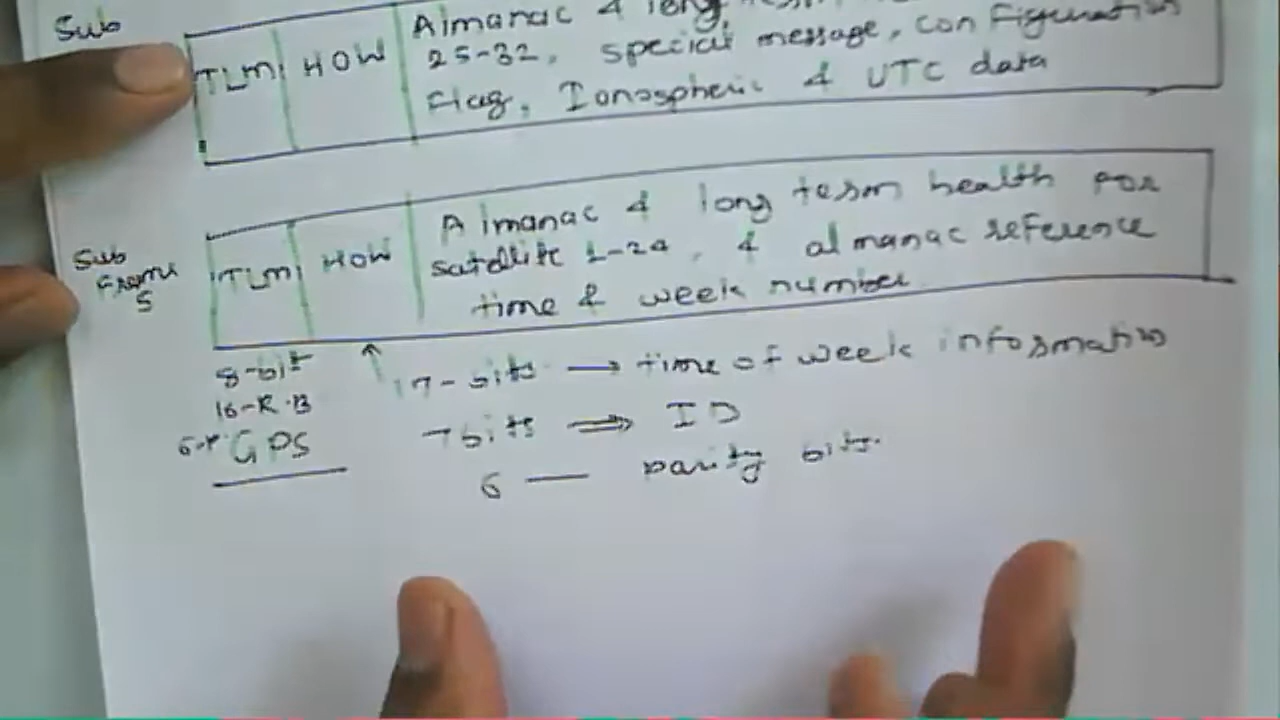 Sub
TLM HOW Almanac & long
25-32, special message, configuration
Flag, Ionospheric & UTC data
Sub
Frame
5
TLM HOW Almanac & long term health for
satellite 1-24, & almanac reference
time & week number
8-bit
16-R.B
6-P
GPS
↑ 17-bits → time of week information
7bits ⇒ ID
6 — parity bits.